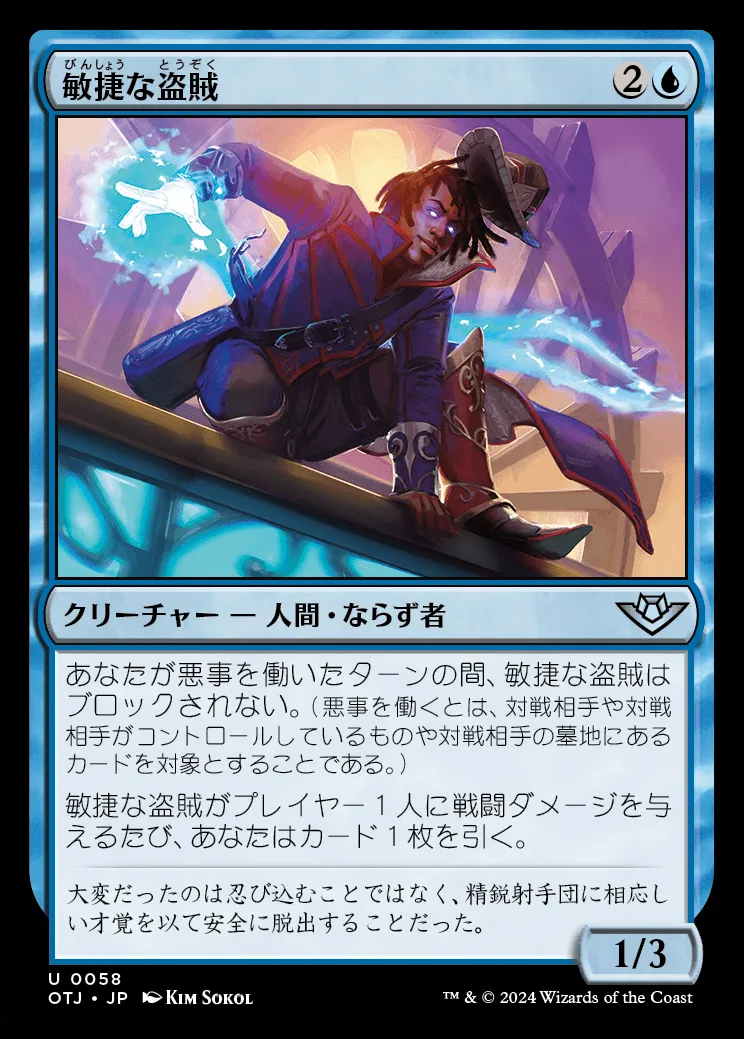 びんしょう とうぞく
敏捷な盗賊 2
クリーチャー — 人間・ならず者
あなたが悪事を働いたターンの間、敏捷な盗賊は
ブロックされない。(悪事を働くとは、対戦相手や対戦
相手がコントロールしているものや対戦相手の墓地にある
カードを対象とすることである。)
敏捷な盗賊がプレイヤー1人に戦闘ダメージを与
えるたび、あなたはカード1枚を引く。
大変だったのは忍び込むことではなく、精鋭射手団に相応し
い才覚を以て安全に脱出することだった。
1/3
U 0058
OTJ • JP Kim Sokol
™ & © 2024 Wizards of the Coast